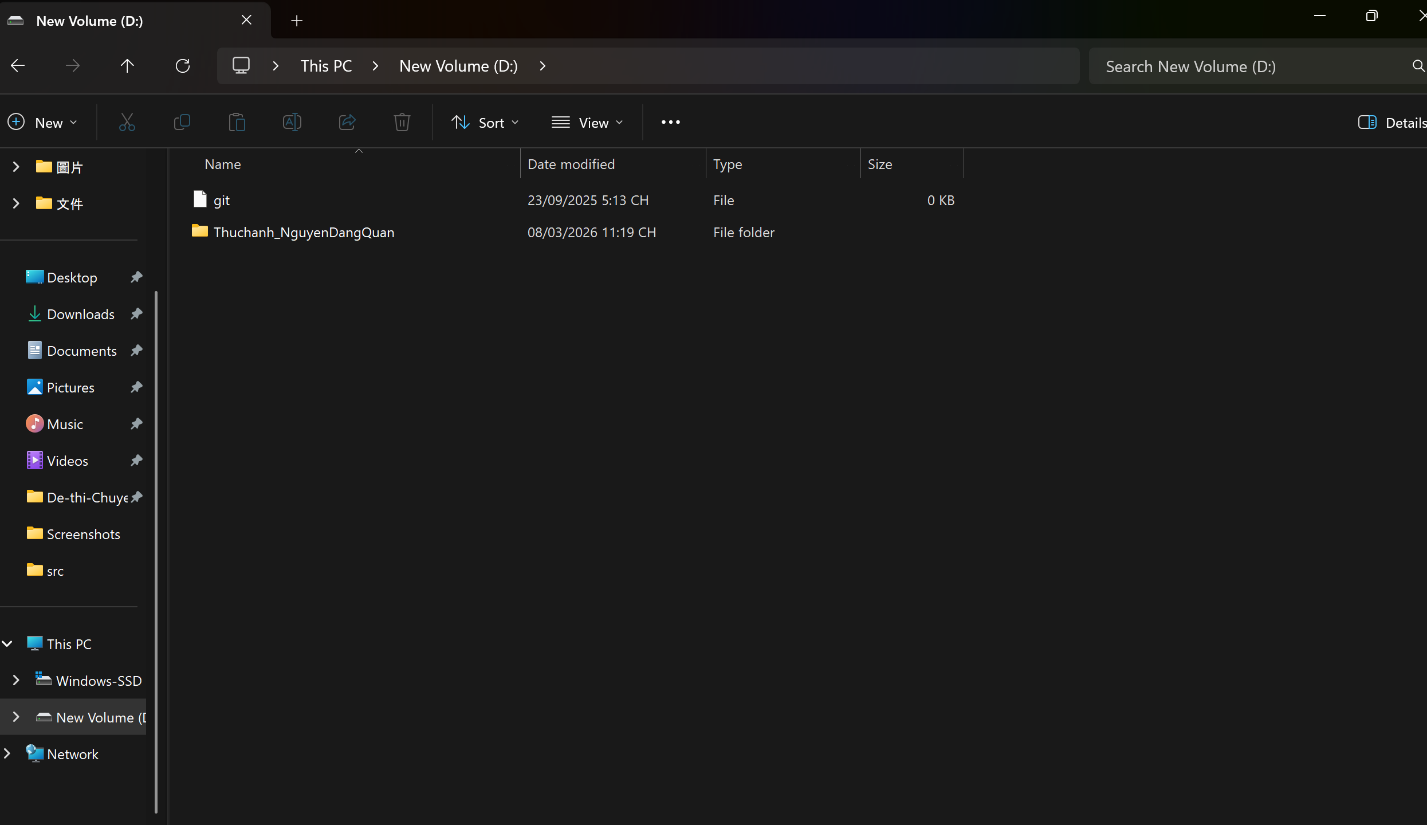 New Volume (D:)
This PC
New Volume (D:)
Search New Volume (D:)
New
Sort
View
Details
圖片
文件
Desktop
Downloads
Documents
Pictures
Music
Videos
De-thi-Chuye
Screenshots
src
This PC
Windows-SSD
New Volume (D
Network
Name Date modified Type Size
git 23/09/2025 5:13 CH File 0 KB
Thuchanh_NguyenDangQuan 08/03/2026 11:19 CH File folder